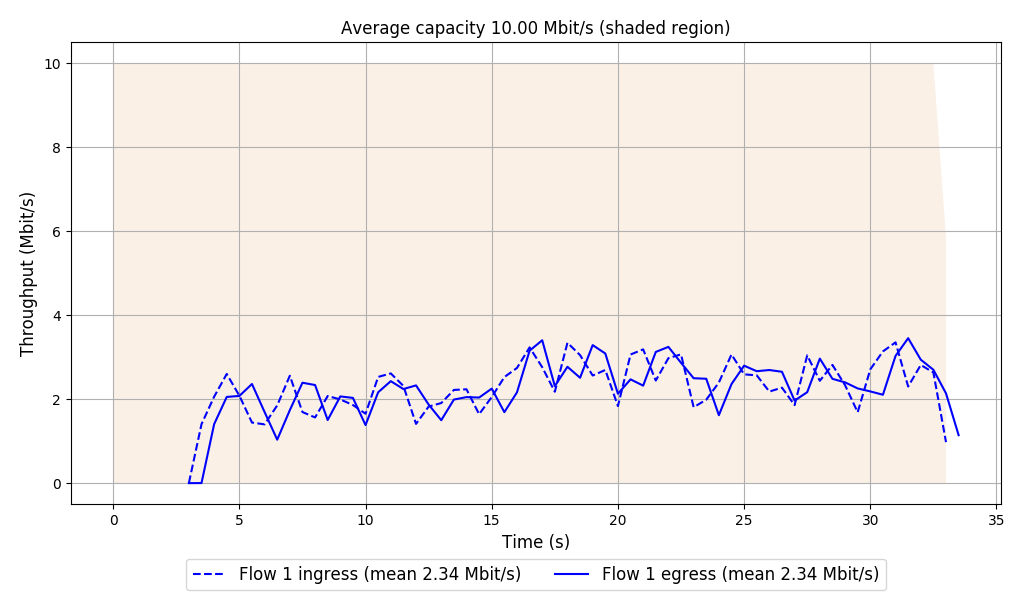 Average capacity 10.00 Mbit/s (shaded region)
10
8
6
4
2
0
Throughput (Mbit/s)
0 5 10 15 20 25 30 35
Time (s)
Flow 1 ingress (mean 2.34 Mbit/s) Flow 1 egress (mean 2.34 Mbit/s)